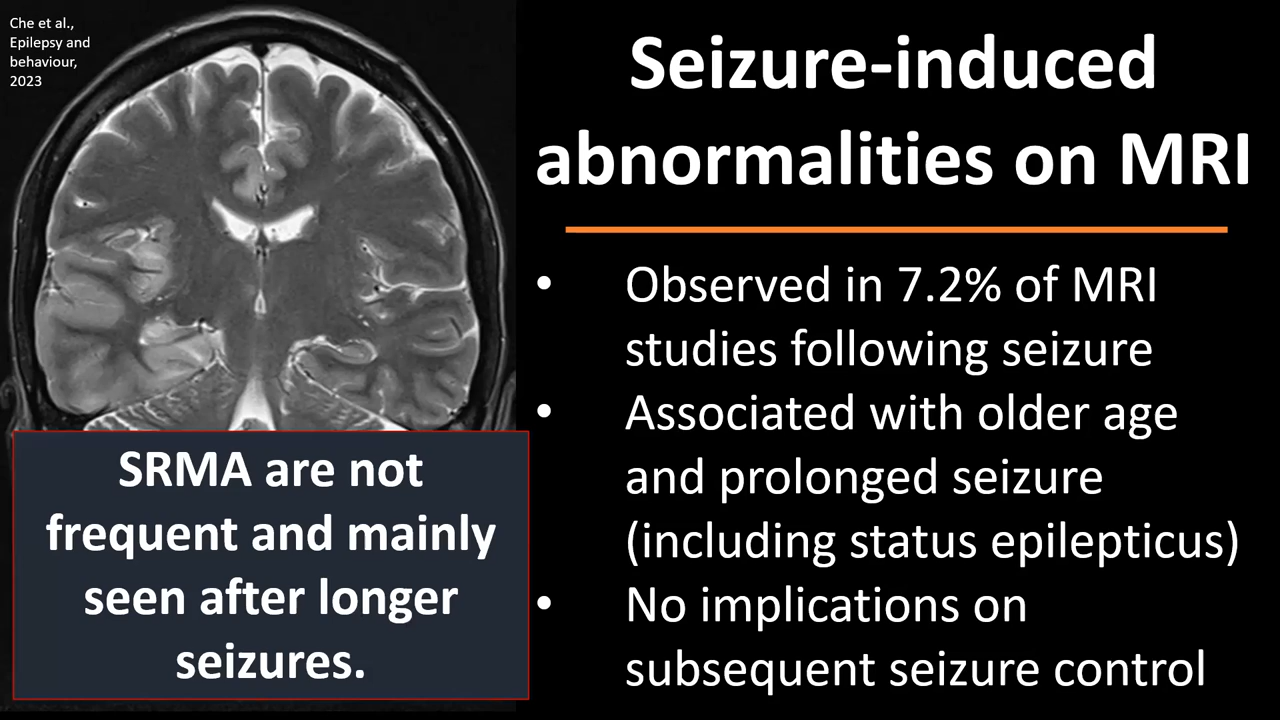 Che et al.,
Epilepsy and
behaviour,
2023
Seizure-induced
abnormalities on MRI
• Observed in 7.2% of MRI
studies following seizure
• Associated with older age
and prolonged seizure
(including status epilepticus)
• No implications on
subsequent seizure control
SRMA are not
frequent and mainly
seen after longer
seizures.